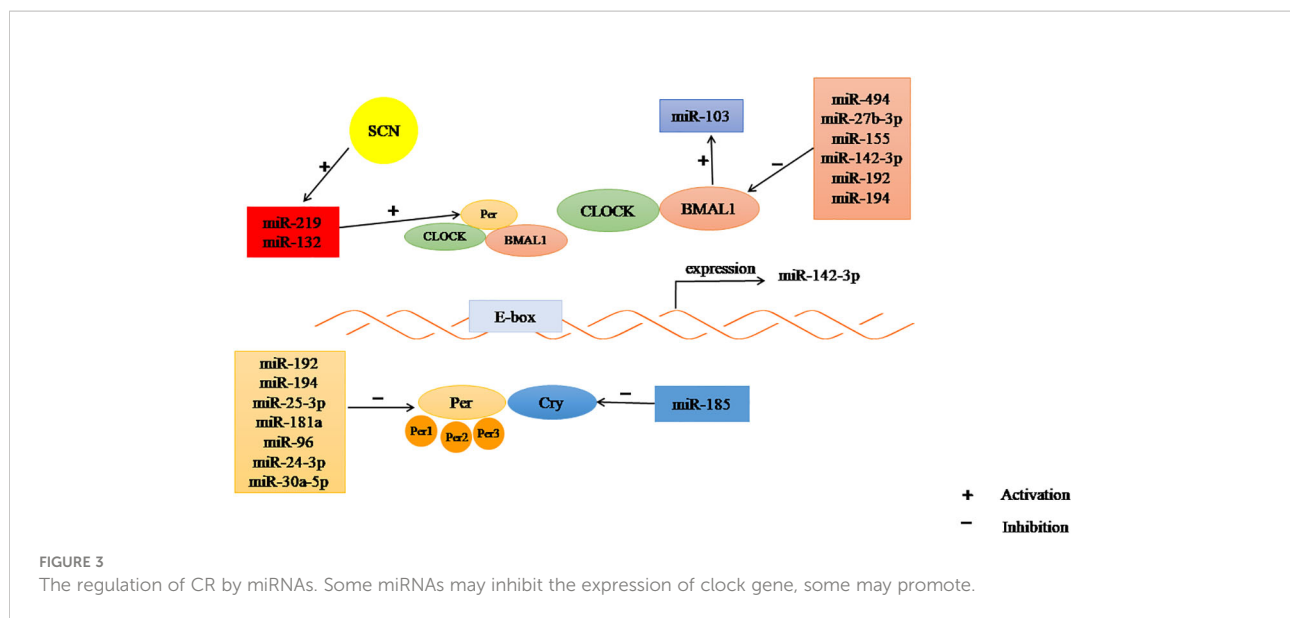 SCN
+
miR-219
miR-132
+
Per
CLOCK
BMAL1
miR-103
+
CLOCK
BMAL1
−
miR-494
miR-27b-3p
miR-155
miR-142-3p
miR-192
miR-194
expression
miR-142-3p
E-box
miR-192
miR-194
miR-25-3p
miR-181a
miR-96
miR-24-3p
miR-30a-5p
−
Per
Cry
Per1
Per2
Per3
−
miR-185
+ Activation
− Inhibition
FIGURE 3
The regulation of CR by miRNAs. Some miRNAs may inhibit the expression of clock gene, some may promote.